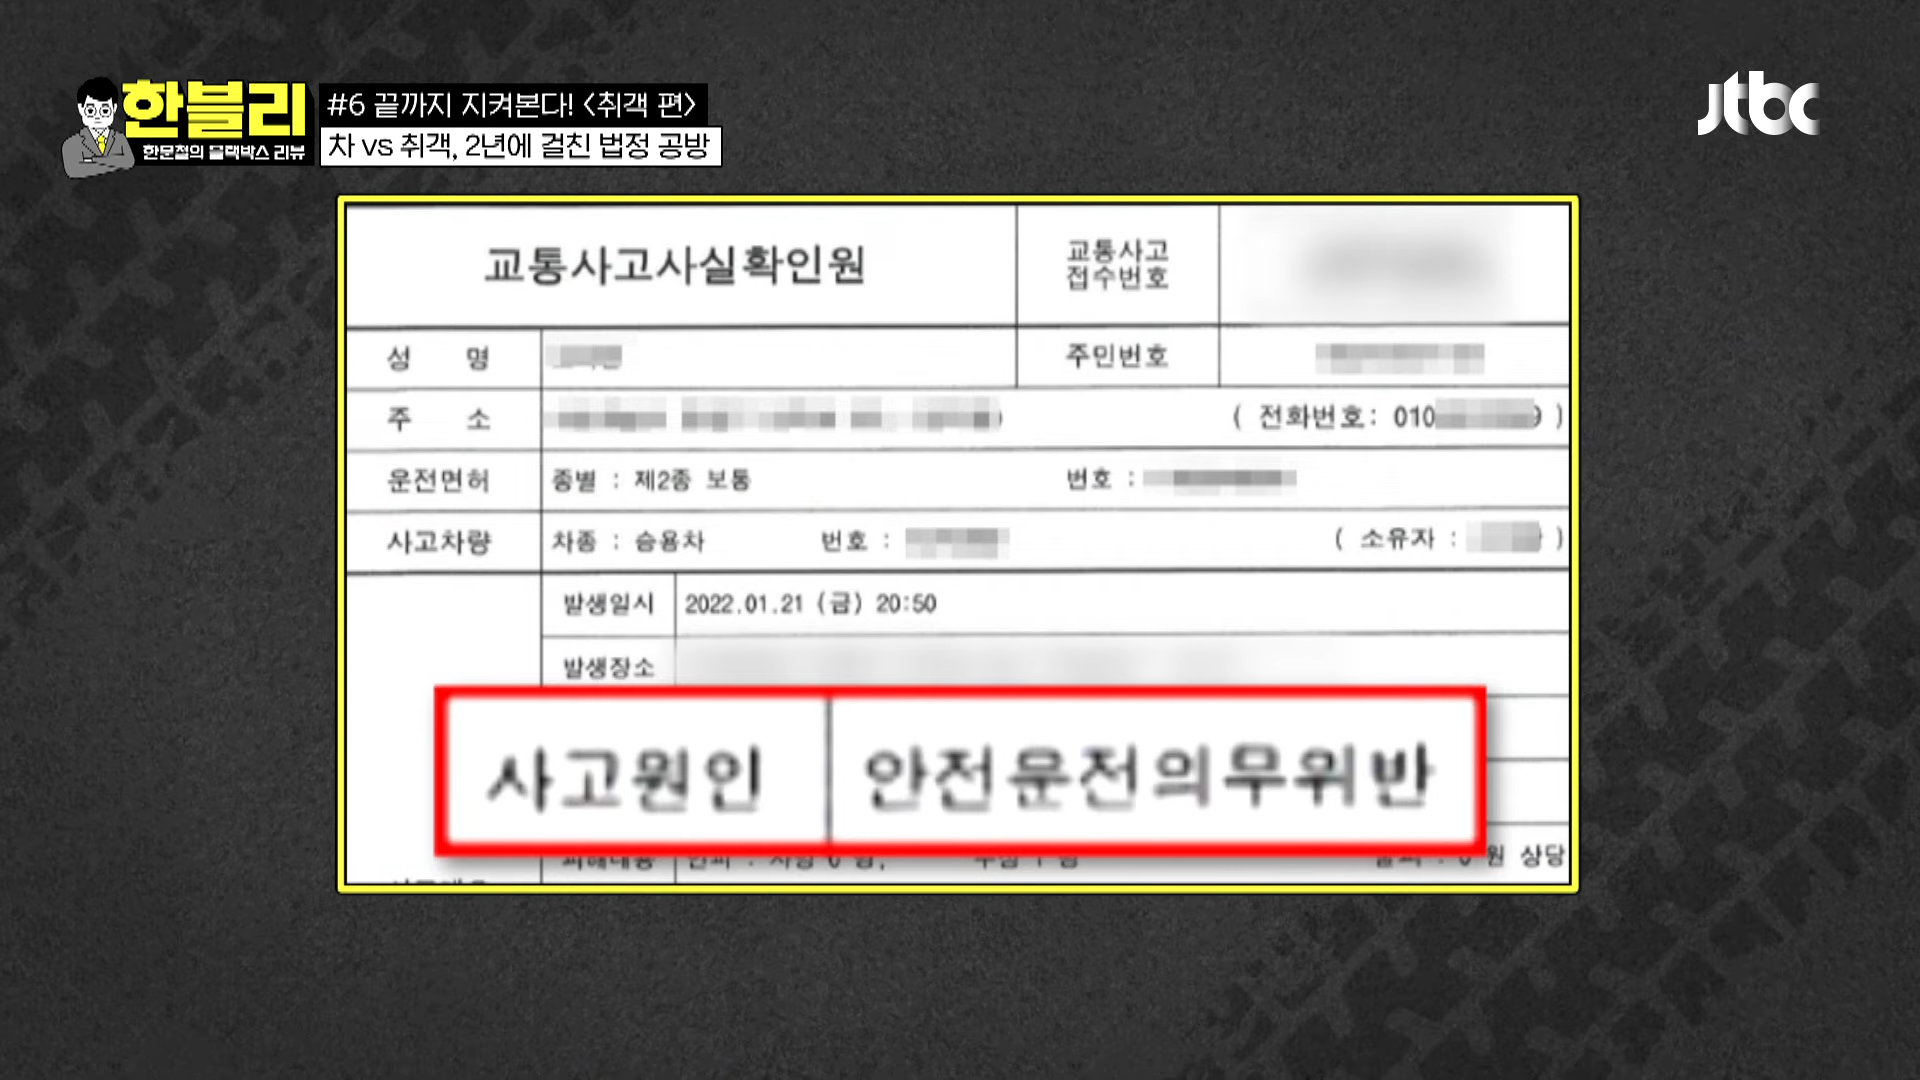 한블리
한문철의 블랙박스 리뷰
#6 끝까지 지켜본다! <취객 편>
차 vs 취객, 2년에 걸친 법정 공방
jtbc
교통사고사실확인원
교통사고
접수번호
성 명
주민번호
주 소
( 전화번호: 010 9 )
운전면허 종별 : 제2종 보통 번호 :
사고차량 차종 : 승용차 번호 : ( 소유자 : )
발생일시 2022.01.21 (금) 20:50
발생장소
사고원인 안전운전의무위반
피해내용 원 상당